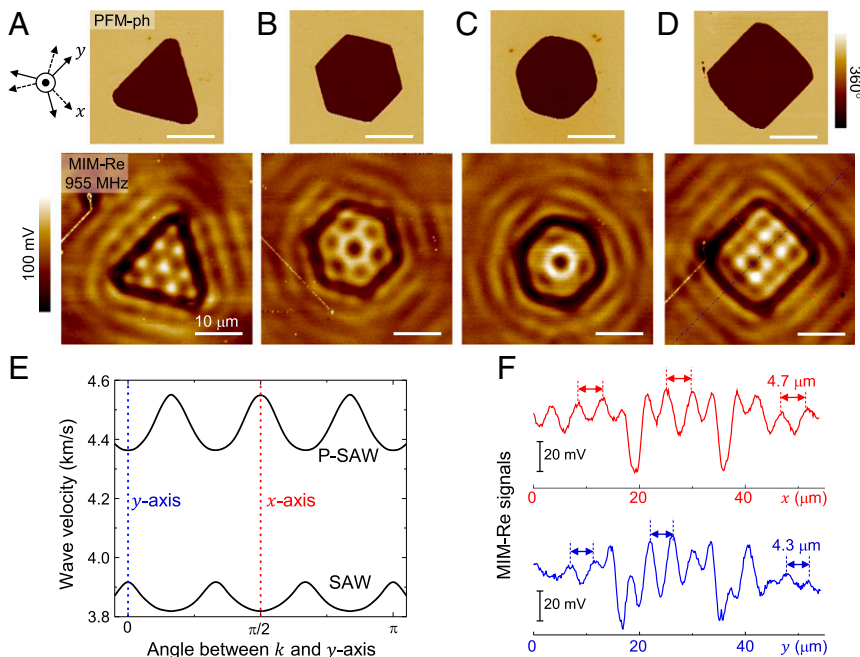 A
B
C
D
PFM-ph
y
x
360°
MIM-Re
955 MHz
100 mV
10 μm
E
4.6
4.4
4.2
4.0
3.8
Wave velocity (km/s)
P-SAW
y-axis
x-axis
SAW
0
π/2
π
Angle between k and y-axis
F
4.7 μm
20 mV
0
20
40
x (μm)
MIM-Re signals
4.3 μm
20 mV
0
20
40
y (μm)